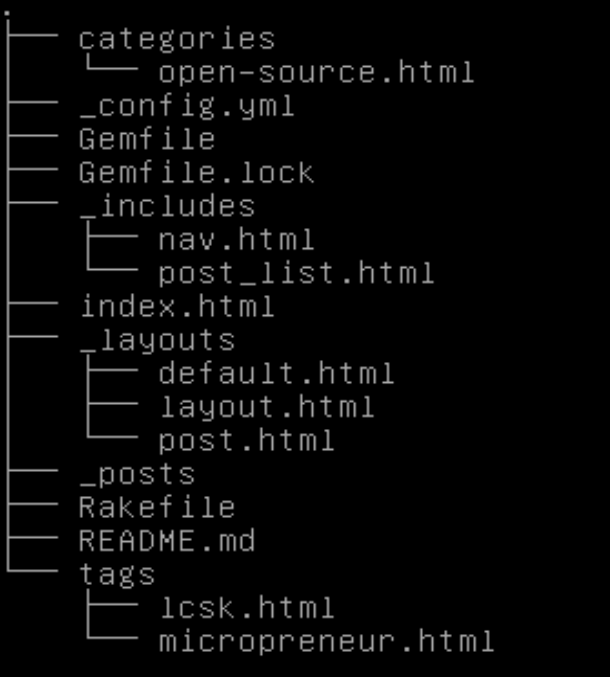 .
├── categories
│   └── open-source.html
├── _config.yml
├── Gemfile
├── Gemfile.lock
├── _includes
│   ├── nav.html
│   └── post_list.html
├── index.html
├── _layouts
│   ├── default.html
│   ├── layout.html
│   └── post.html
├── _posts
├── Rakefile
├── README.md
└── tags
    ├── lcsk.html
    └── micropreneur.html